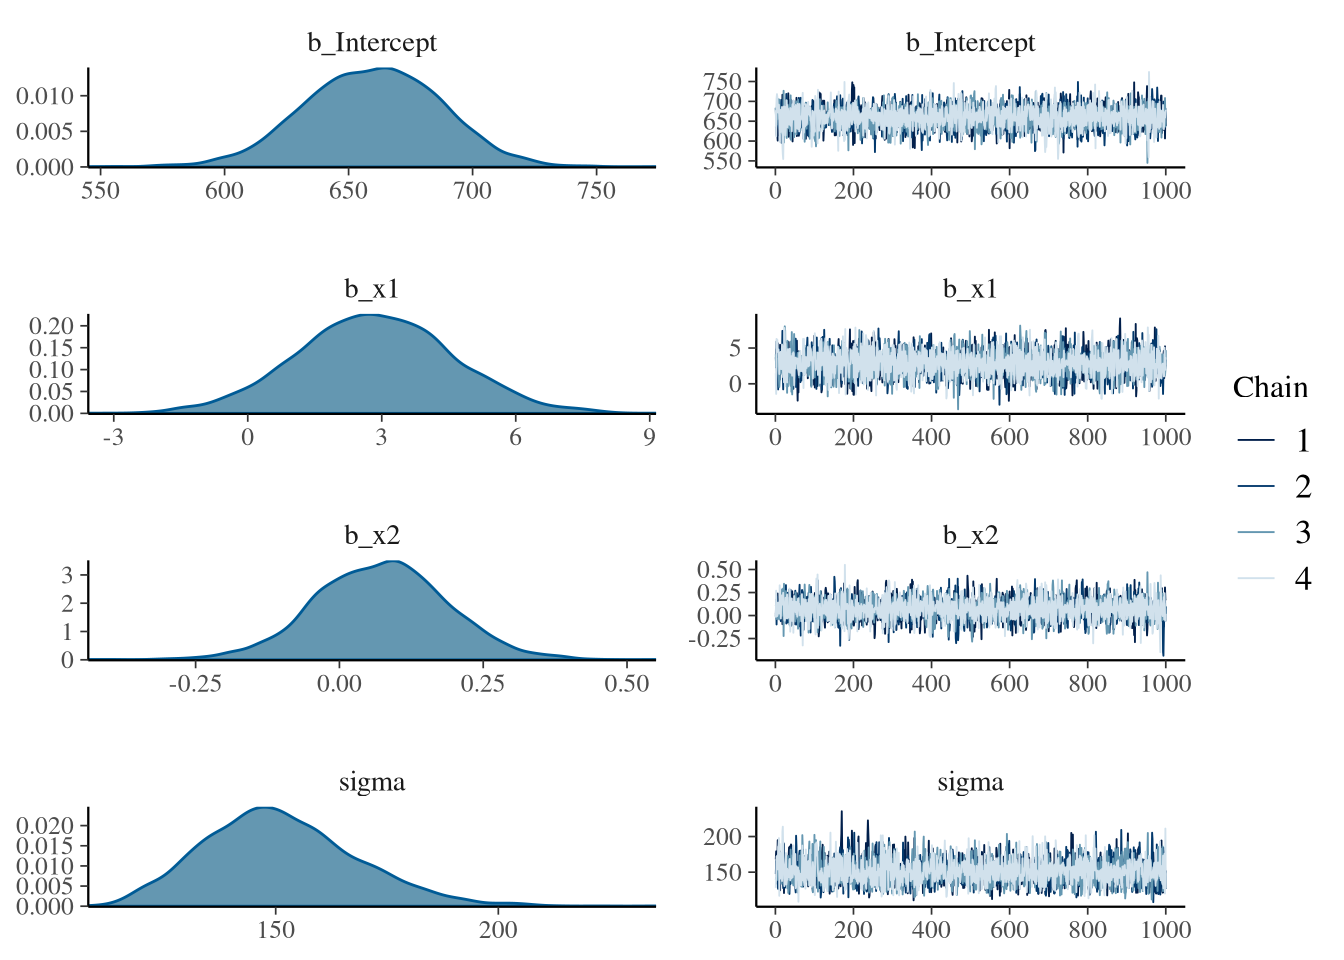 b_Intercept
0.010
0.005
0.000
550 600 650 700 750
b_Intercept
750
700
650
600
550
0 200 400 600 800 1000
b_x1
0.20
0.15
0.10
0.05
0.00
-3 0 3 6 9
b_x1
5
0
0 200 400 600 800 1000
b_x2
3
2
1
0
-0.25 0.00 0.25 0.50
b_x2
0.50
0.25
0.00
-0.25
0 200 400 600 800 1000
sigma
0.020
0.015
0.010
0.005
0.000
150 200
sigma
200
150
0 200 400 600 800 1000
Chain
1
2
3
4